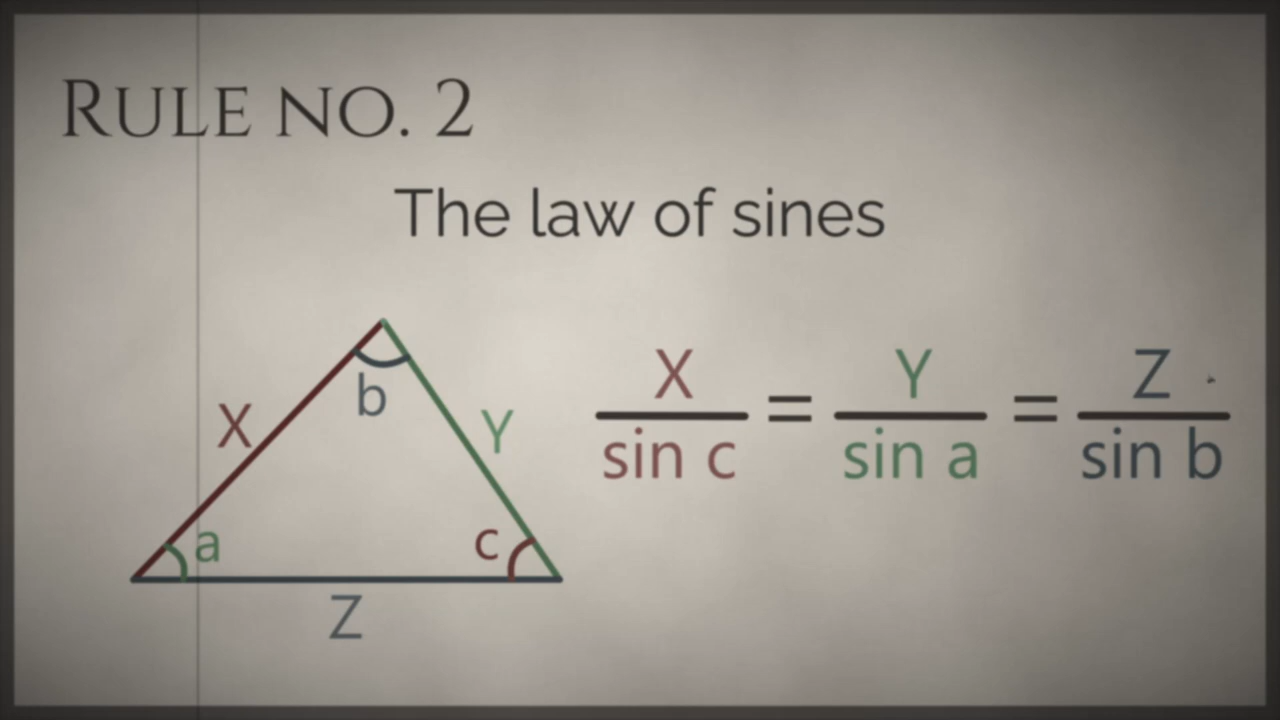 RULE NO. 2
The law of sines
X
b
Y
a
c
Z
X = Y = Z
sin c sin a sin b